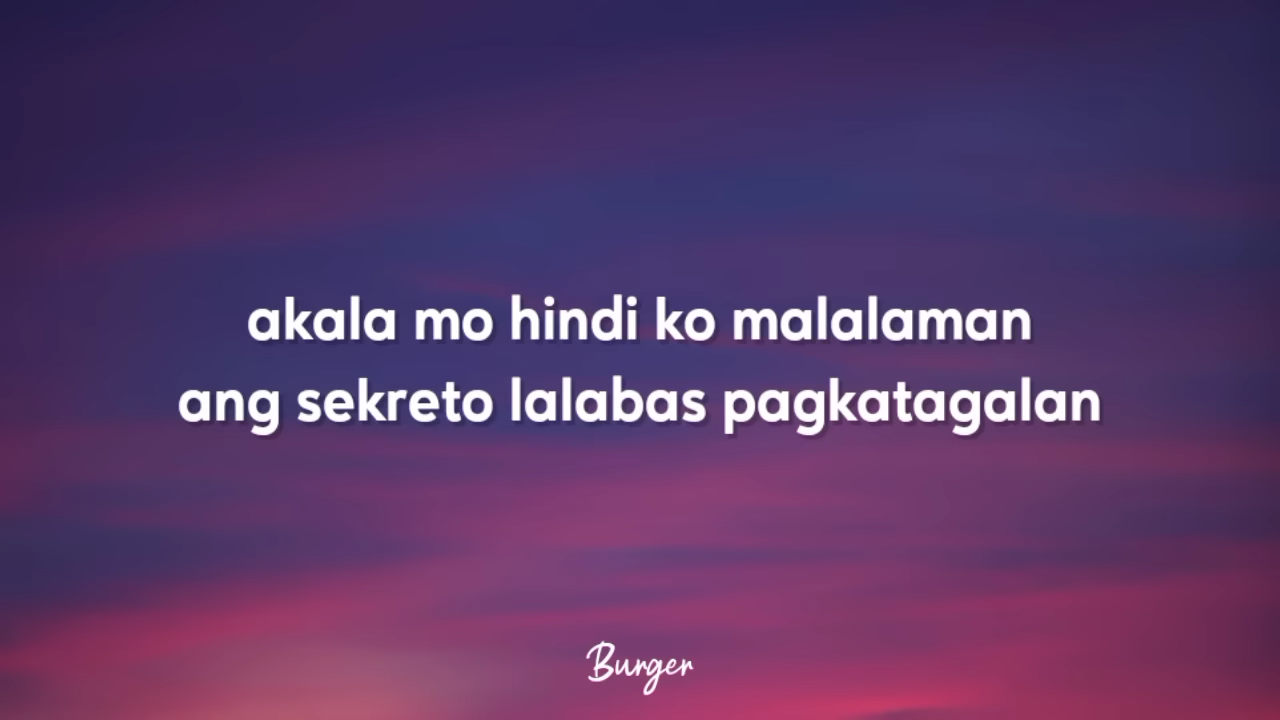 akala mo hindi ko malalaman
ang sekreto lalabas pagkatagalan
Burger